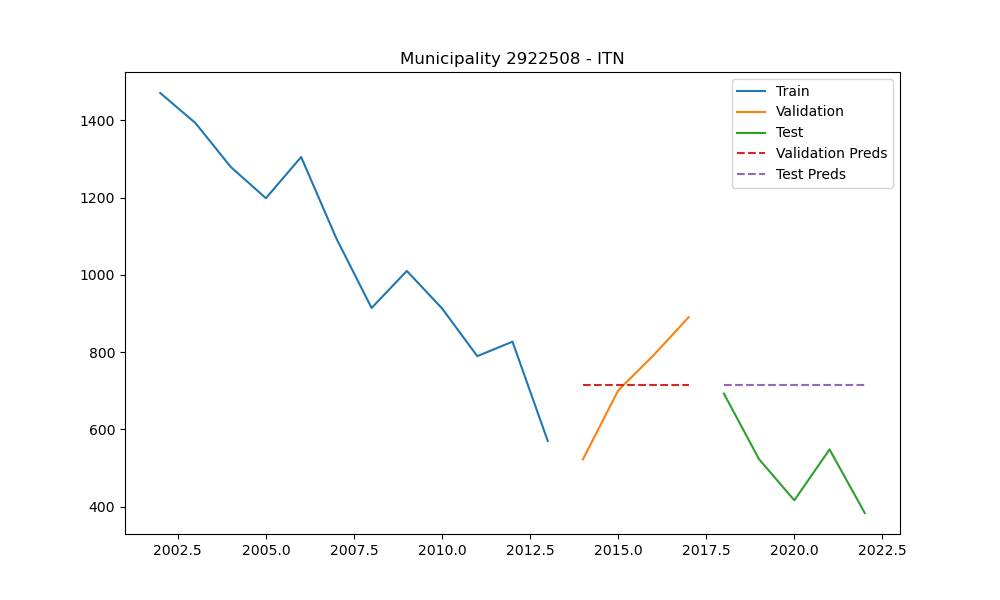 Municipality 2922508 - ITN
Train
Validation
Test
Validation Preds
Test Preds
1400
1200
1000
800
600
400
2002.5 2005.0 2007.5 2010.0 2012.5 2015.0 2017.5 2020.0 2022.5